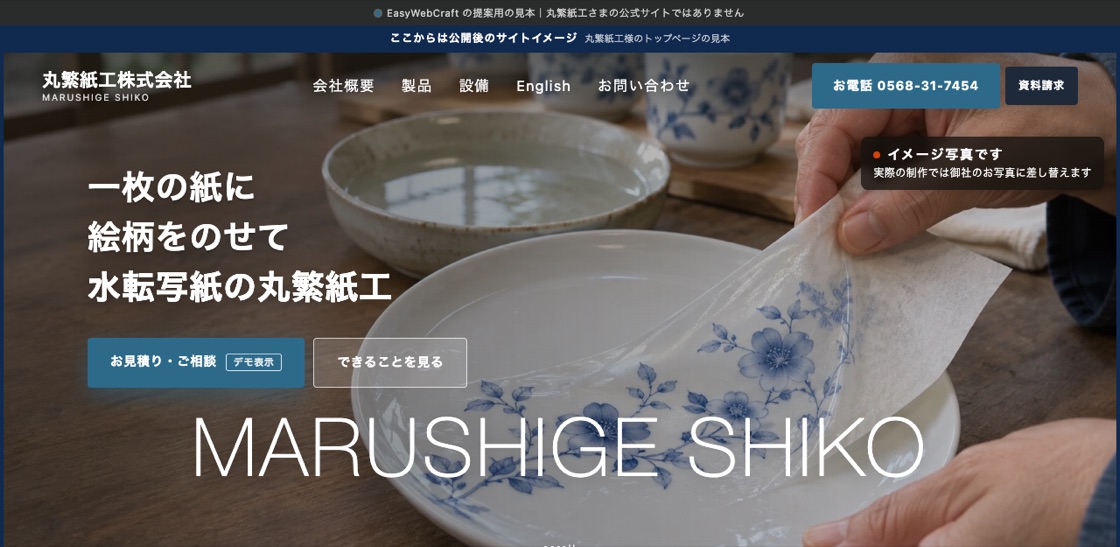 EasyWebCraft の提案用の見本｜丸繁紙工さまの公式サイトではありません
ここからは公開後のサイトイメージ 丸繁紙工様のトップページの見本
丸繁紙工株式会社
MARUSHIGE SHIKO
会社概要 製品 設備 English お問い合わせ
お電話 0568-31-7454
資料請求
イメージ写真です
実際の制作では御社のお写真に差し替えます
一枚の紙に
絵柄をのせて
水転写紙の丸繁紙工
お見積り・ご相談 デモ表示
できることを見る
MARUSHIGE SHIKO